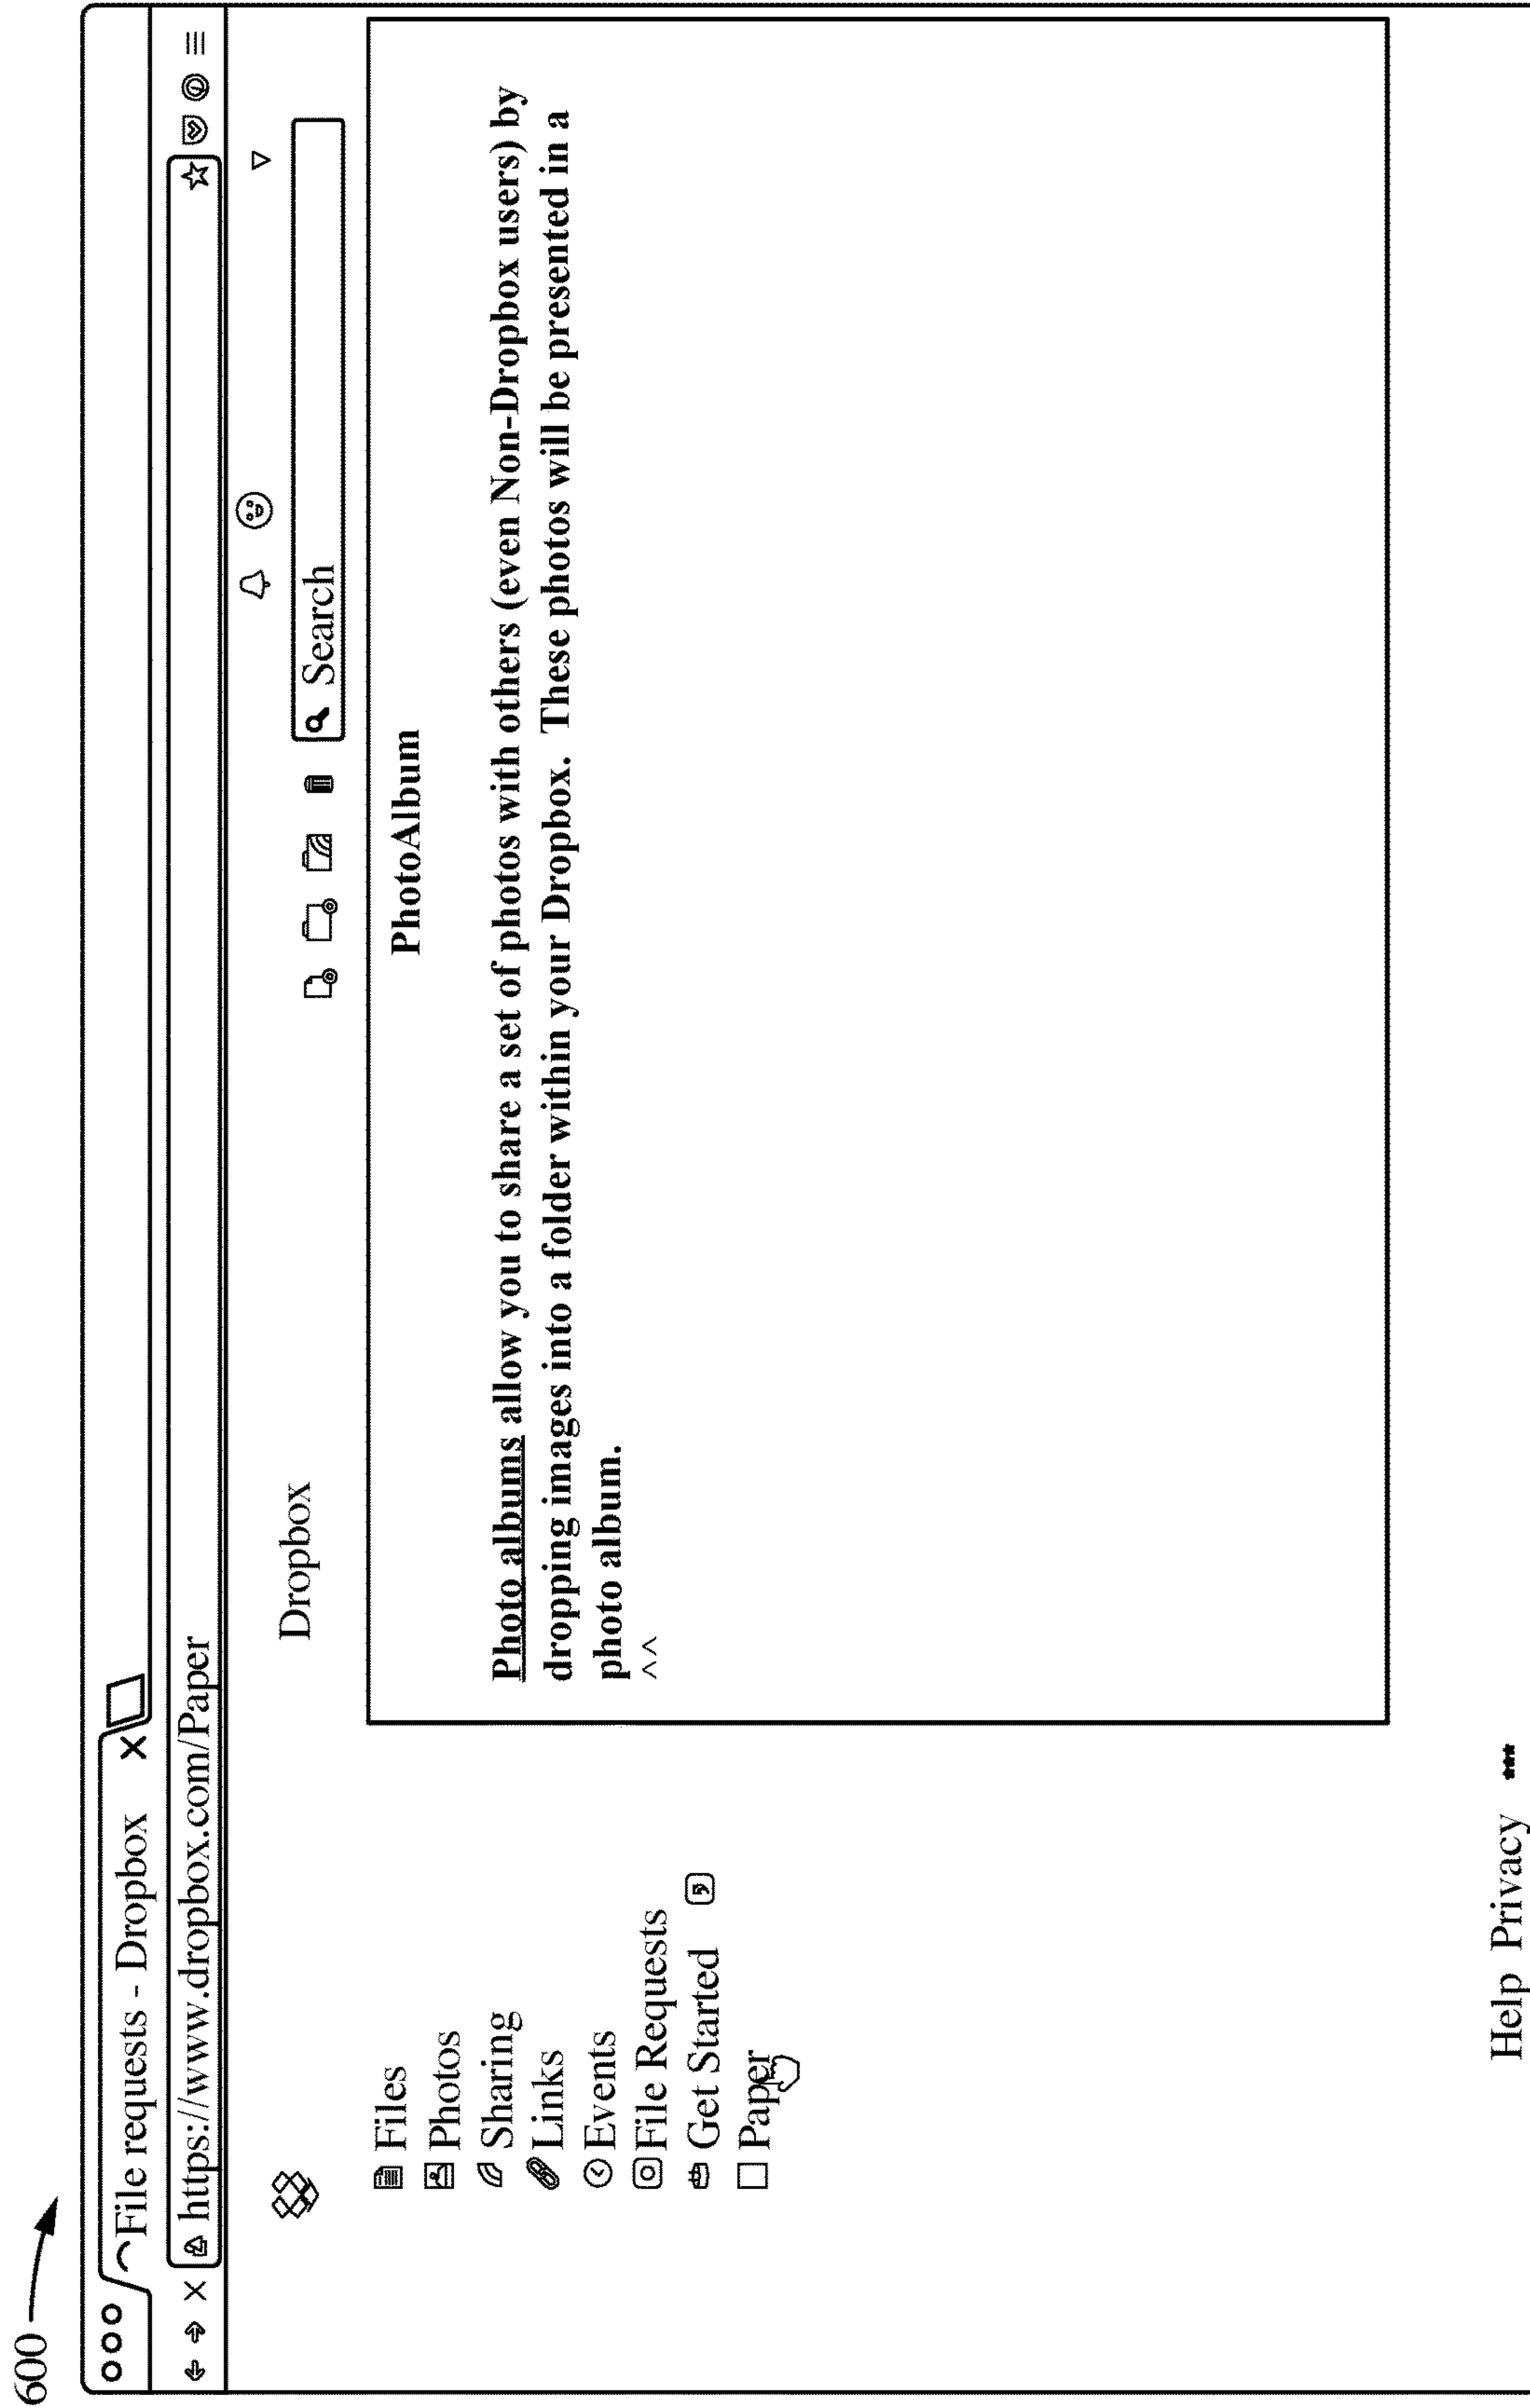 600
File requests - Dropbox
https://www.dropbox.com/Paper
Dropbox
Search
Files
Photos
Sharing
Links
Events
File Requests
Get Started
Paper
PhotoAlbum
Photo albums allow you to share a set of photos with others (even Non-Dropbox users) by
dropping images into a folder within your Dropbox. These photos will be presented in a
photo album.
^^
Help Privacy